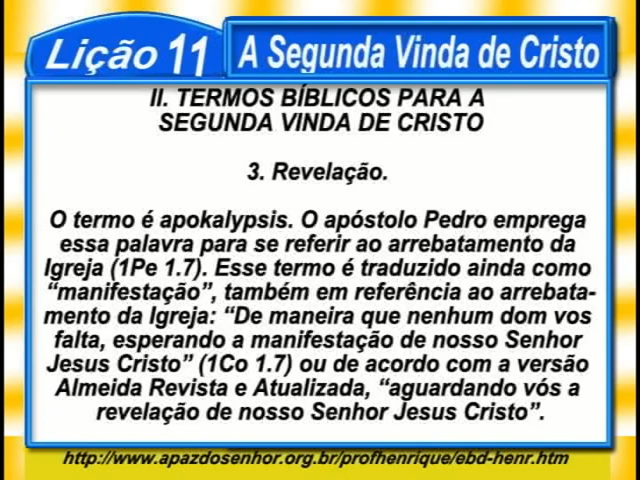 Lição 11
A Segunda Vinda de Cristo
II. TERMOS BÍBLICOS PARA A
SEGUNDA VINDA DE CRISTO
3. Revelação.
O termo é apokalypsis. O apóstolo Pedro emprega
essa palavra para se referir ao arrebatamento da
Igreja (1Pe 1.7). Esse termo é traduzido ainda como
“manifestação”, também em referência ao arrebata-
mento da Igreja: “De maneira que nenhum dom vos
falta, esperando a manifestação de nosso Senhor
Jesus Cristo” (1Co 1.7) ou de acordo com a versão
Almeida Revista e Atualizada, “aguardando vós a
revelação de nosso Senhor Jesus Cristo”.
http://www.apazdosenhor.org.br/profhenrique/ebd-henr.htm